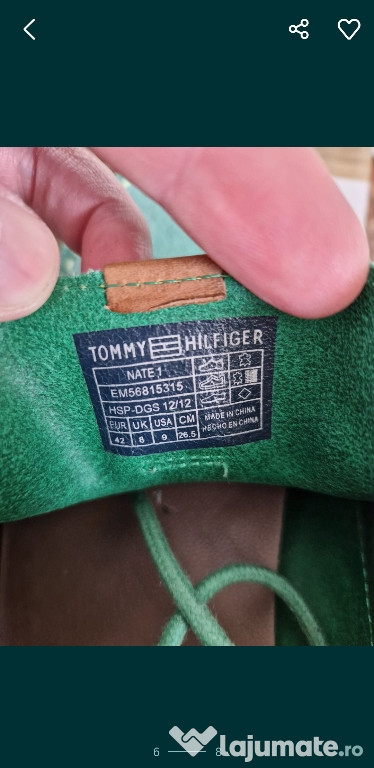 TOMMY HILFIGER
NATE 1
EM56815315
HSP-DGS 12/12
EUR UK USA CM
42 8 9 26.5
MADE IN CHINA
HECHO EN CHINA
6 8
lajumate.ro